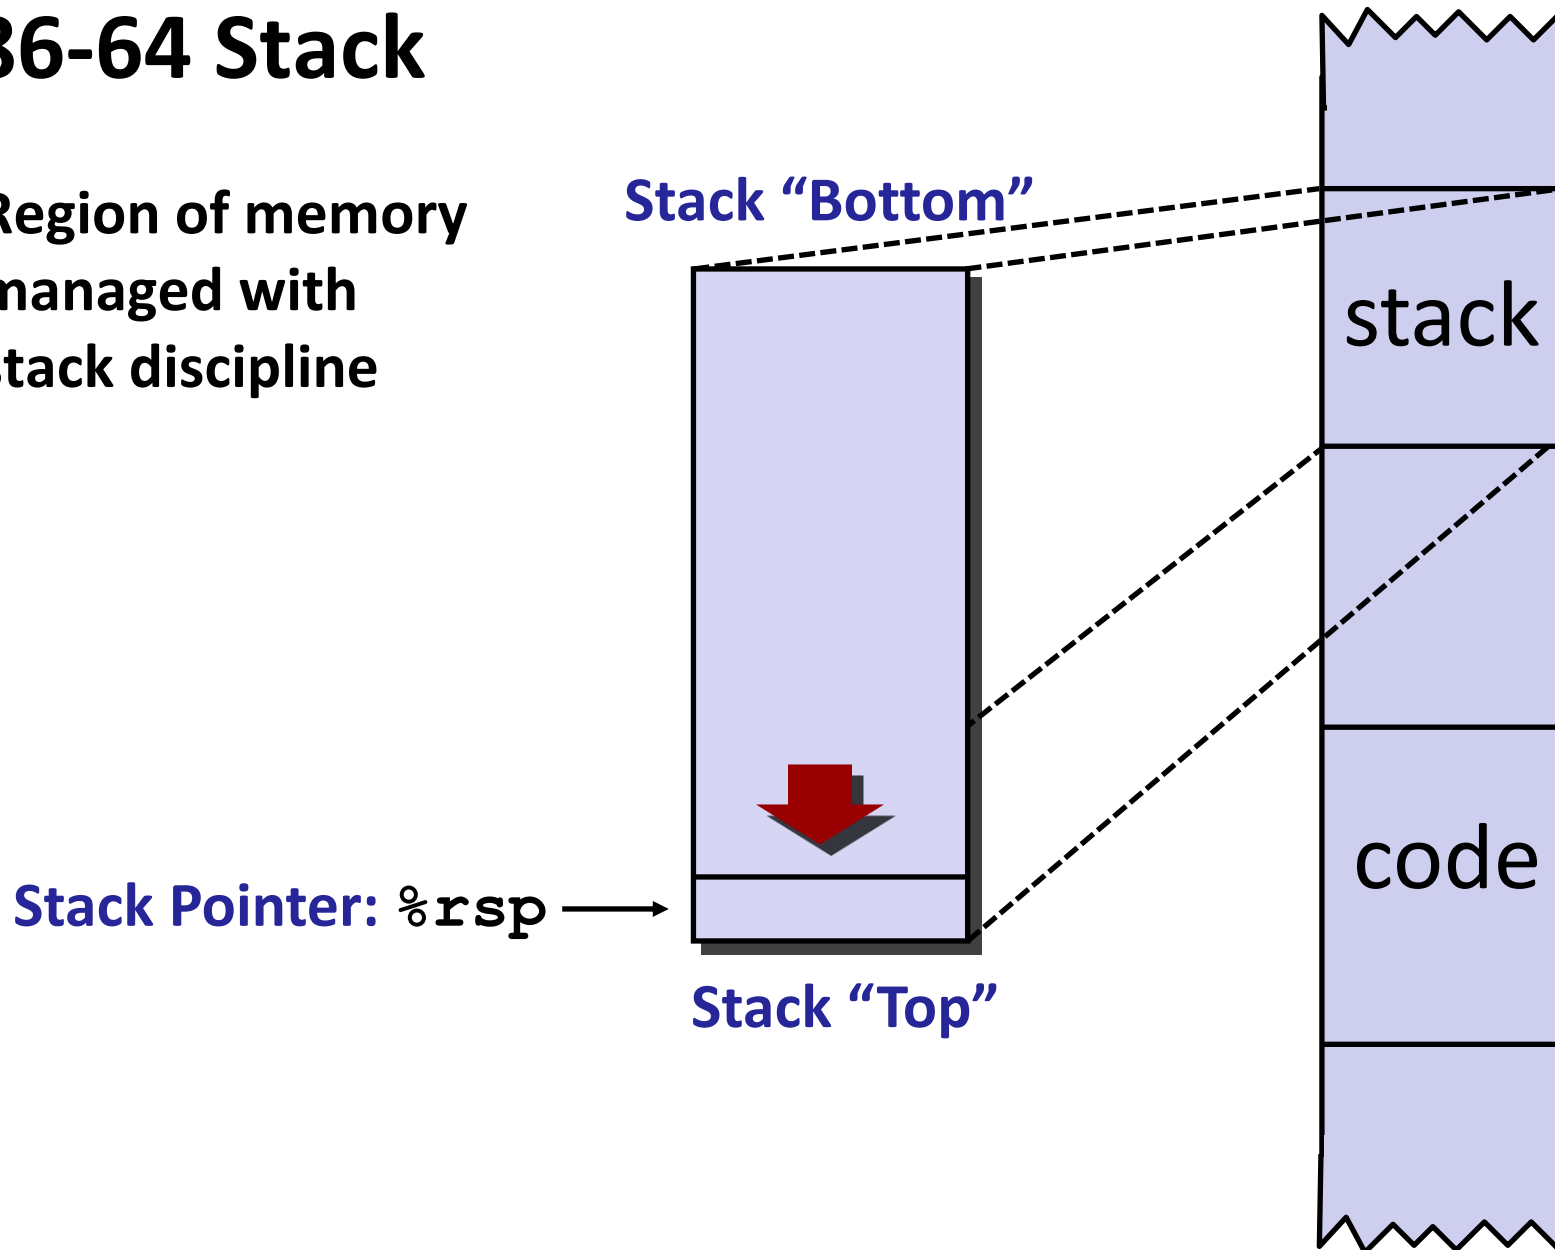 86-64 Stack
Region of memory
managed with
stack discipline
Stack “Bottom”
stack
code
Stack Pointer: %rsp
Stack “Top”